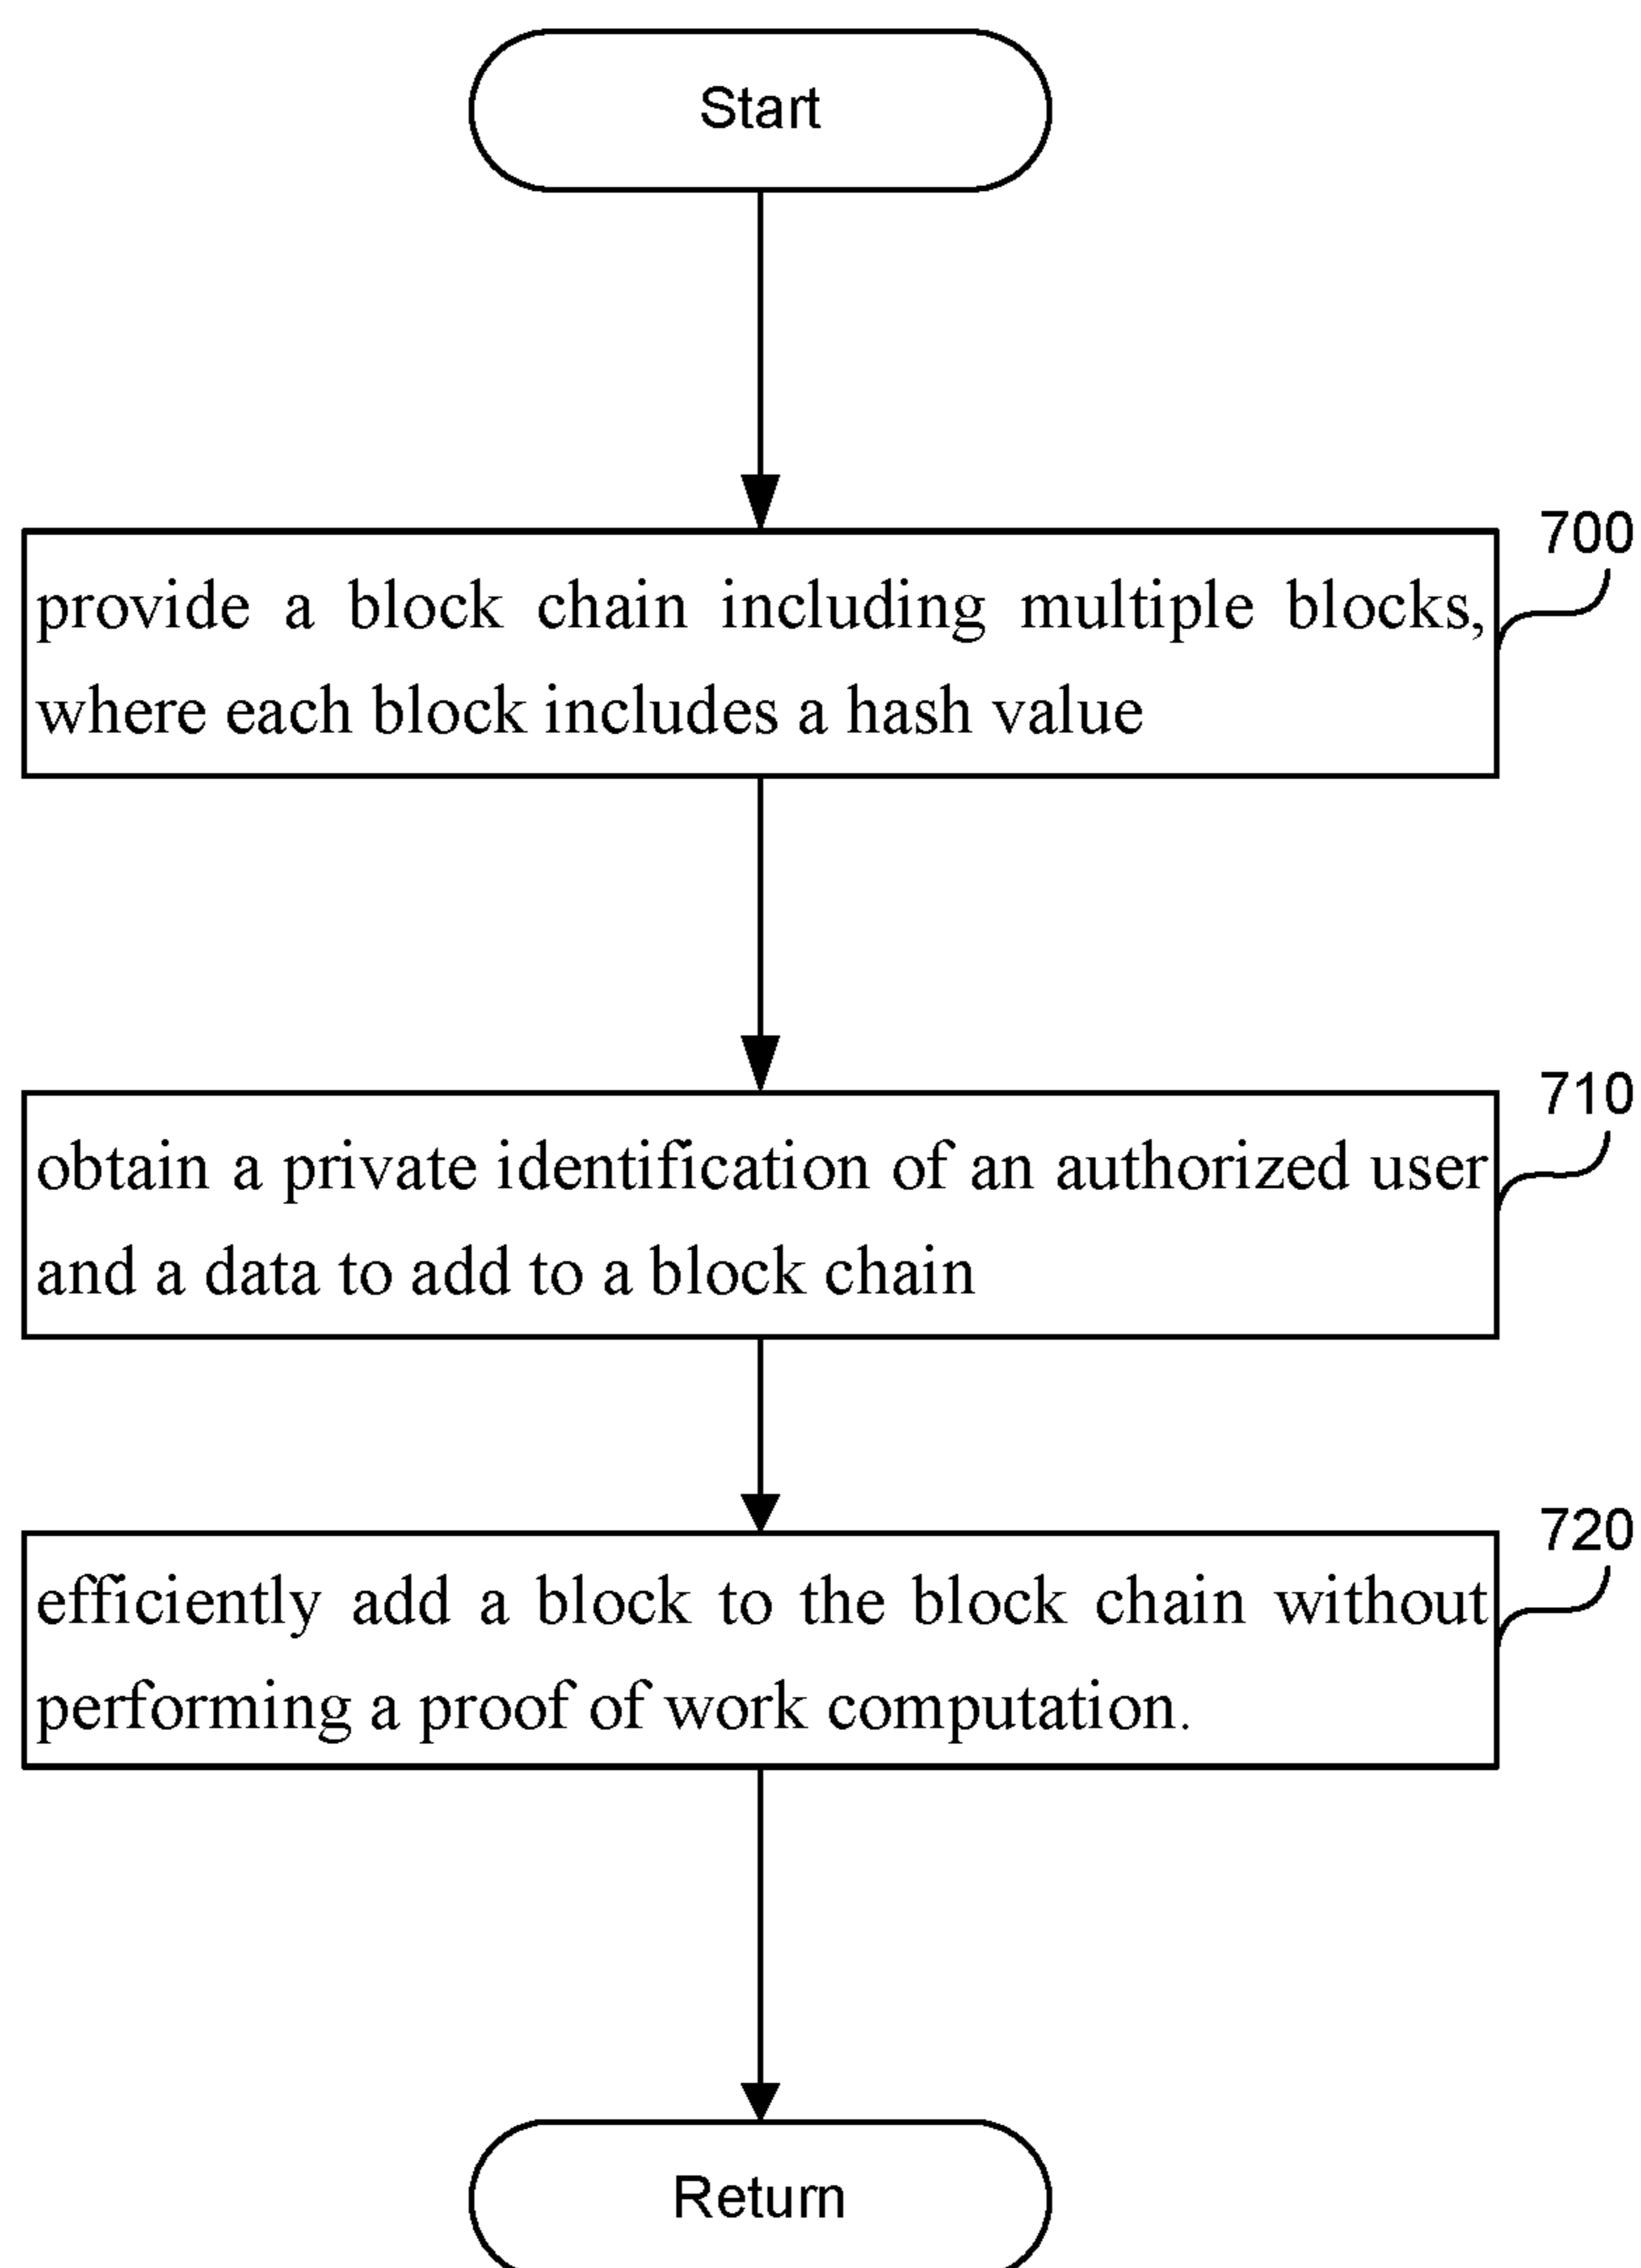 Start
700
provide a block chain including multiple blocks,
where each block includes a hash value
710
obtain a private identification of an authorized user
and a data to add to a block chain
720
efficiently add a block to the block chain without
performing a proof of work computation.
Return